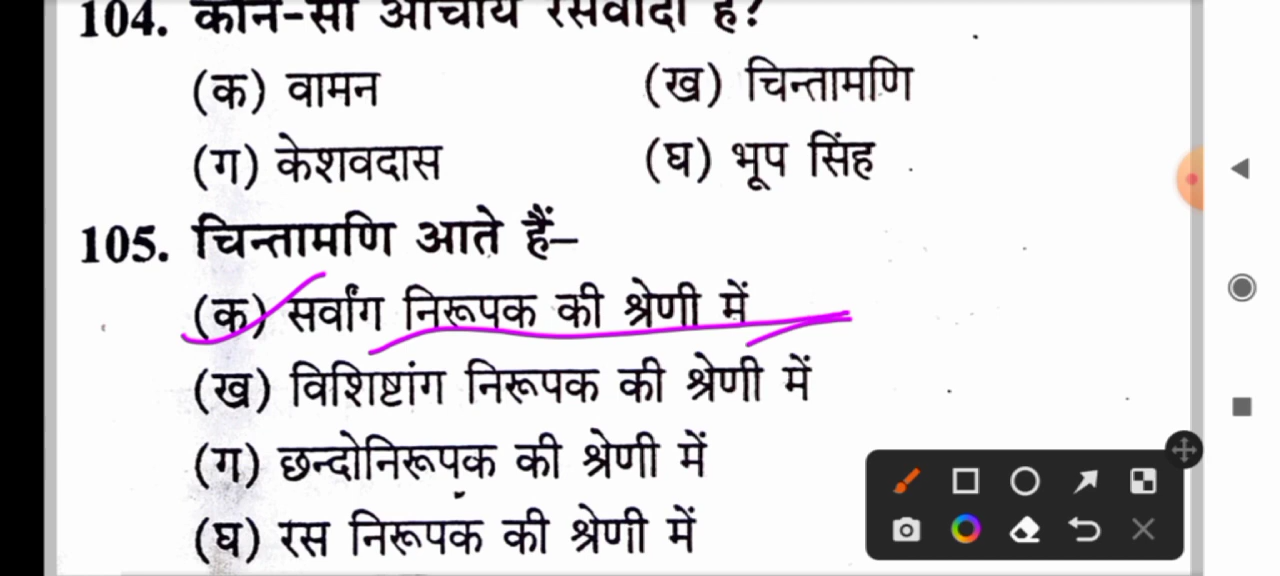 104. कौन-सा आचार्य रसवादी है?
(क) वामन (ख) चिन्तामणि
(ग) केशवदास (घ) भूप सिंह
105. चिन्तामणि आते हैं–
(क) सर्वांग निरूपक की श्रेणी में
(ख) विशिष्टांग निरूपक की श्रेणी में
(ग) छन्दोनिरूपक की श्रेणी में
(घ) रस निरूपक की श्रेणी में